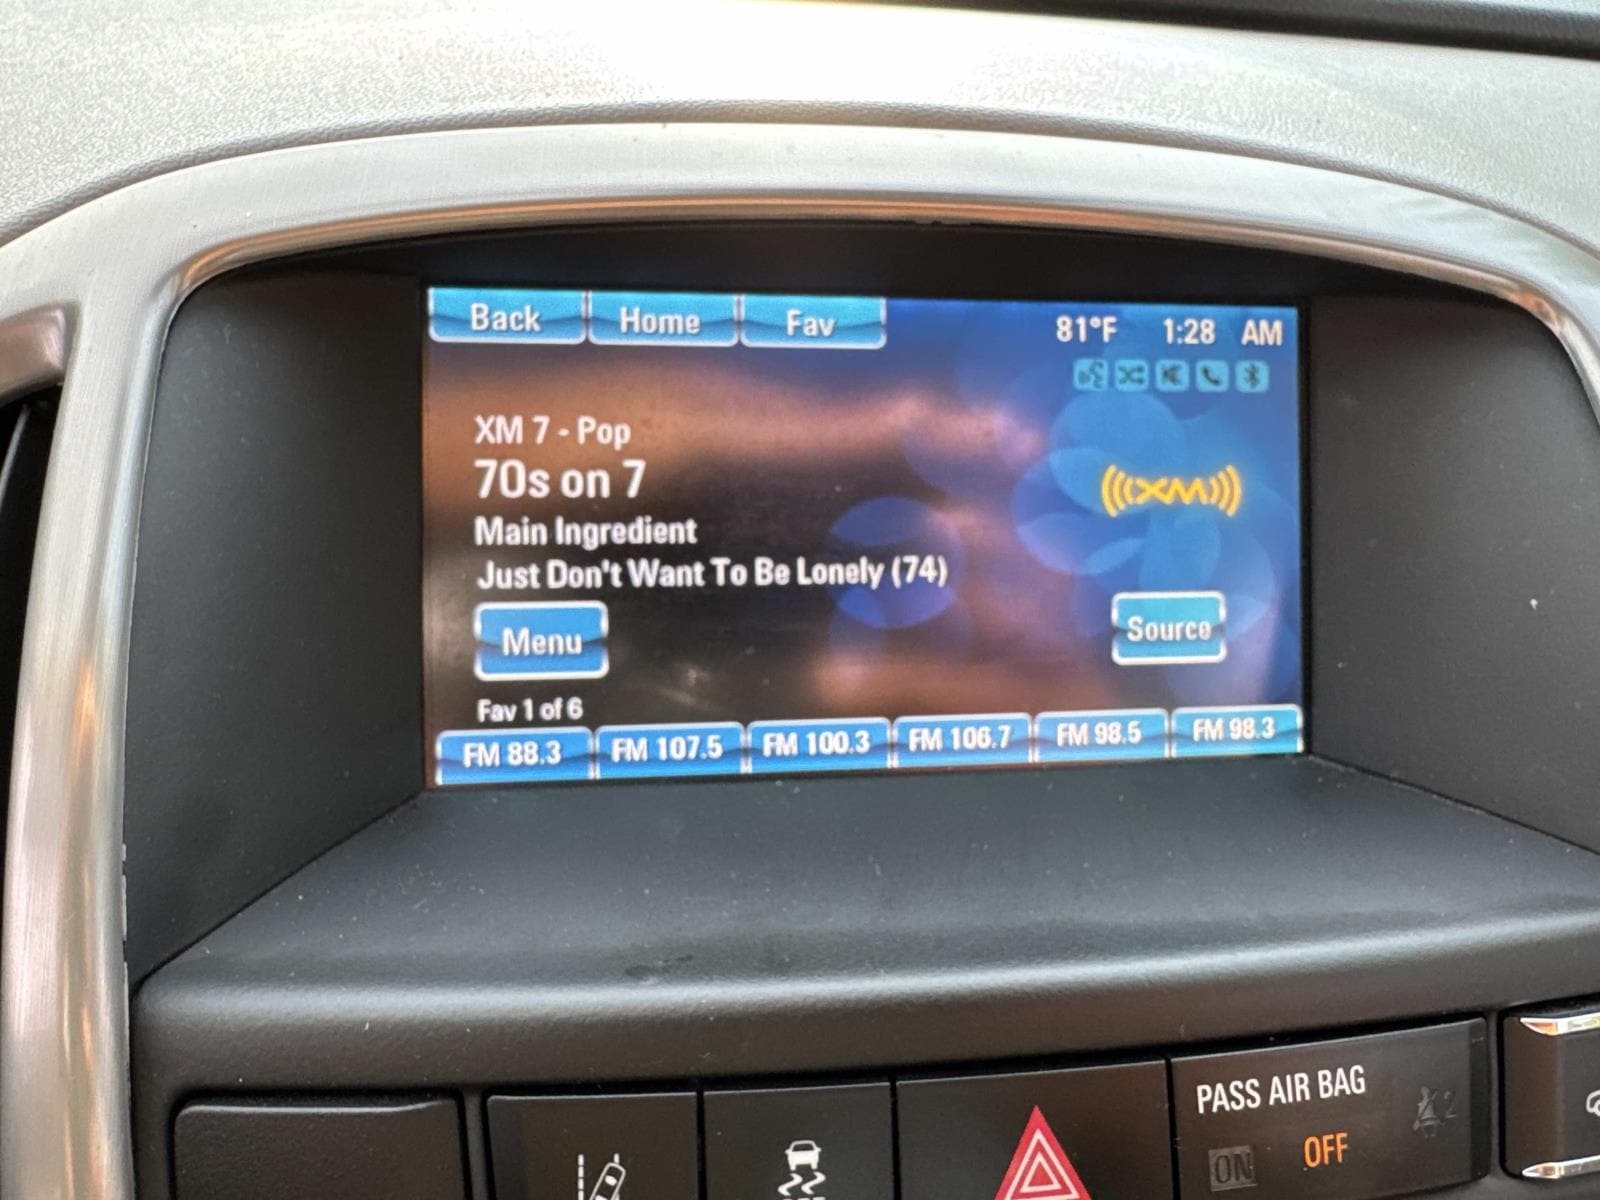 Back Home Fav 81°F 1:28 AM
XM 7 - Pop
70s on 7
Main Ingredient
Just Don't Want To Be Lonely (74)
(((XM)))
Menu
Source
Fav 1 of 6
FM 88.3 FM 107.5 FM 100.3 FM 106.7 FM 98.5 FM 98.3
PASS AIR BAG
ON OFF
2